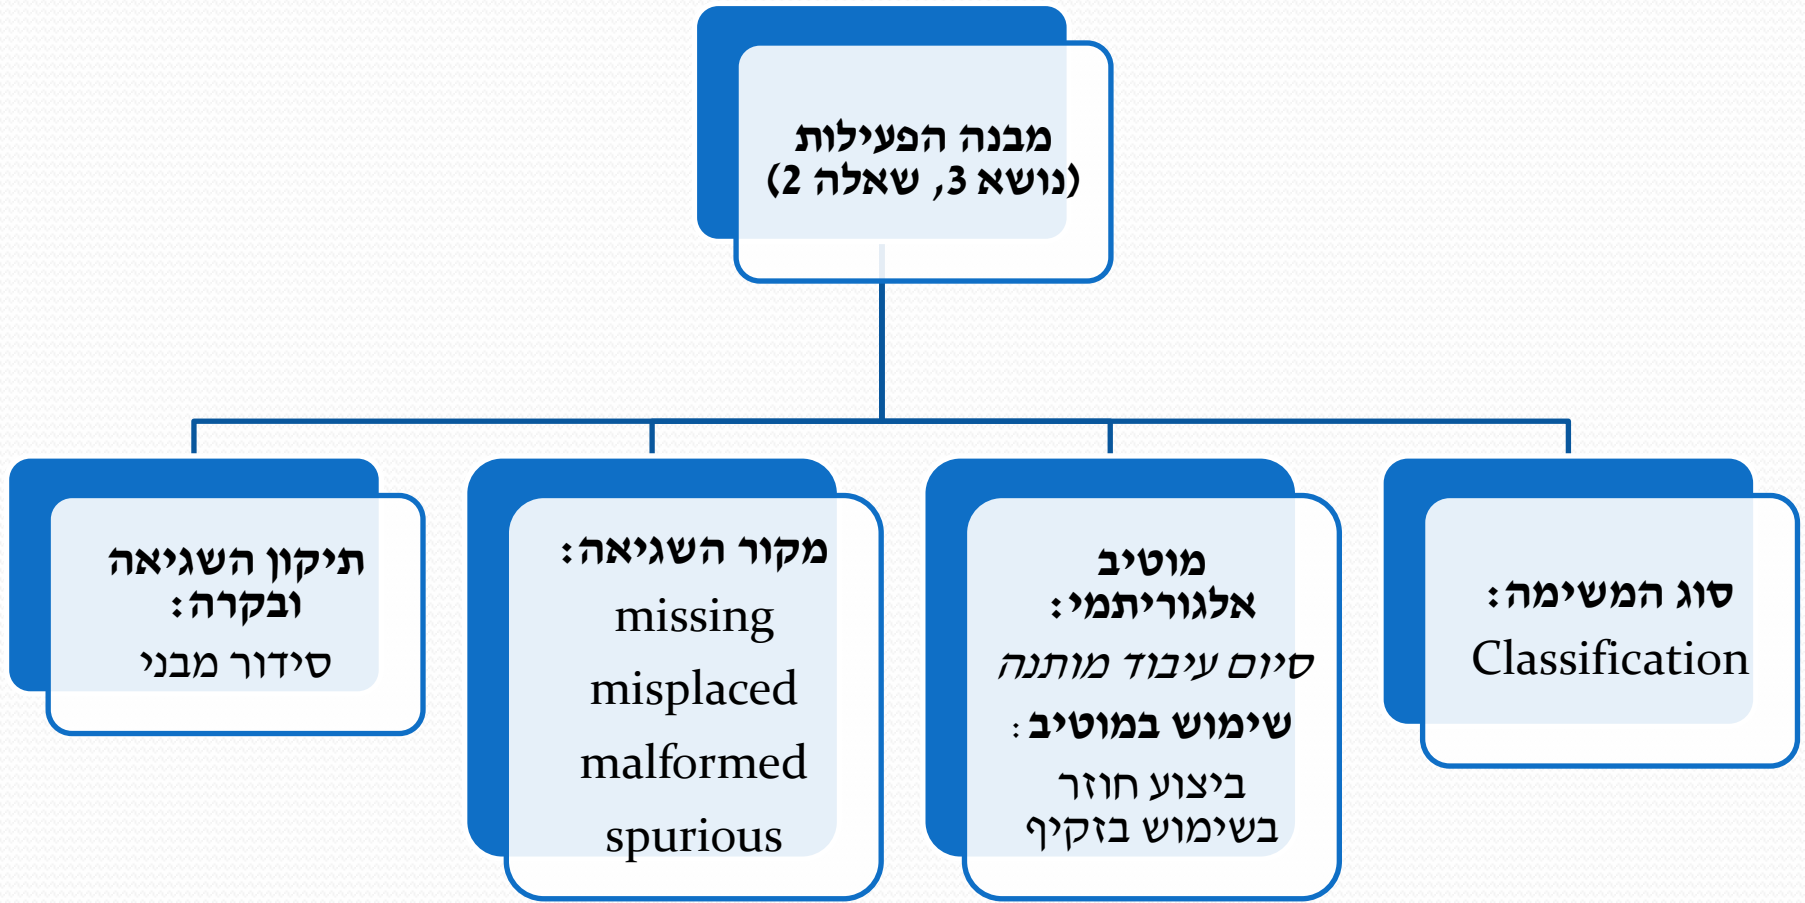 מבנה הפעילות
(נושא 3, שאלה 2)
סוג המשימה:
Classification
מוטיב
אלגוריתמי:
סיום עיבוד מותנה
שימוש במוטיב:
ביצוע חוזר
בשימוש בזקיף
מקור השגיאה:
missing
misplaced
malformed
spurious
תיקון השגיאה
ובקרה:
סידור מבני